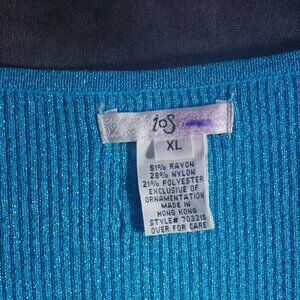 XL
51% RAYON
28% NYLON
21% POLYESTER
EXCLUSIVE OF
ORNAMENTATION
MADE IN
HONG KONG
STYLE# 703215
OVER FOR CARE